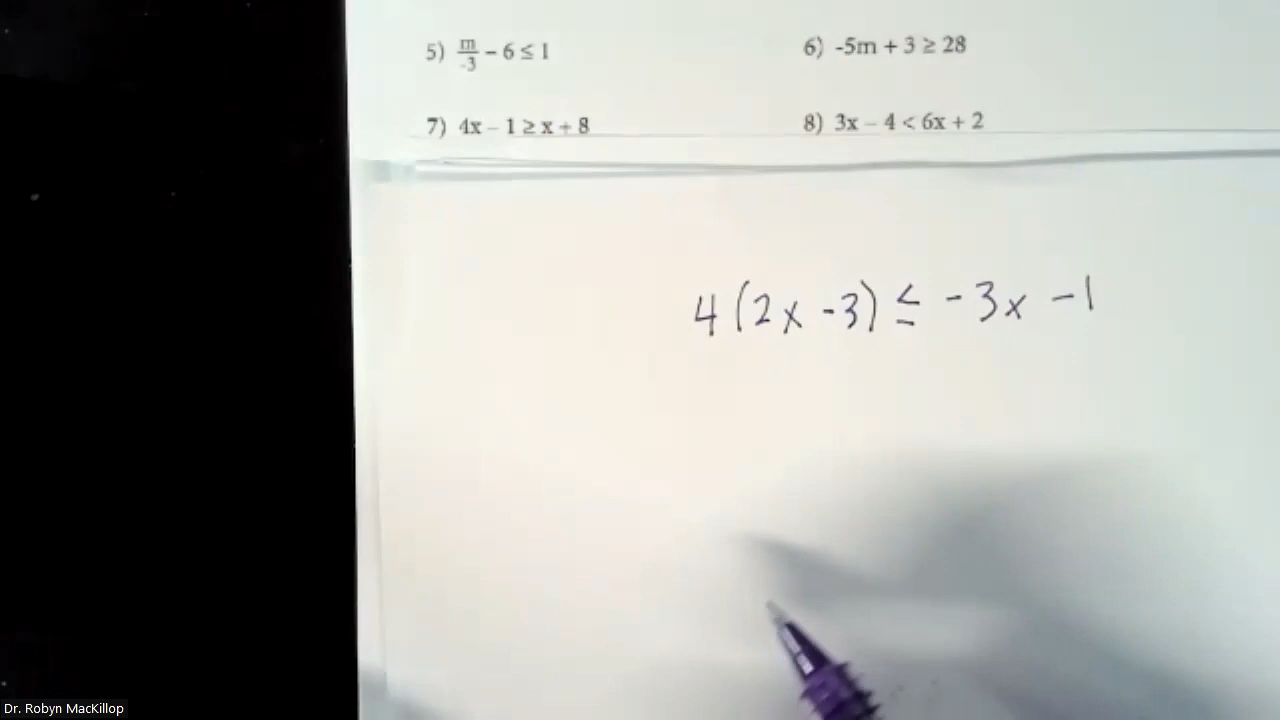 5) m/-3 – 6 ≤ 1
6) -5m + 3 ≥ 28
7) 4x – 1 ≥ x + 8
8) 3x – 4 < 6x + 2
4(2x -3) ≤ -3x -1
Dr. Robyn MacKillop